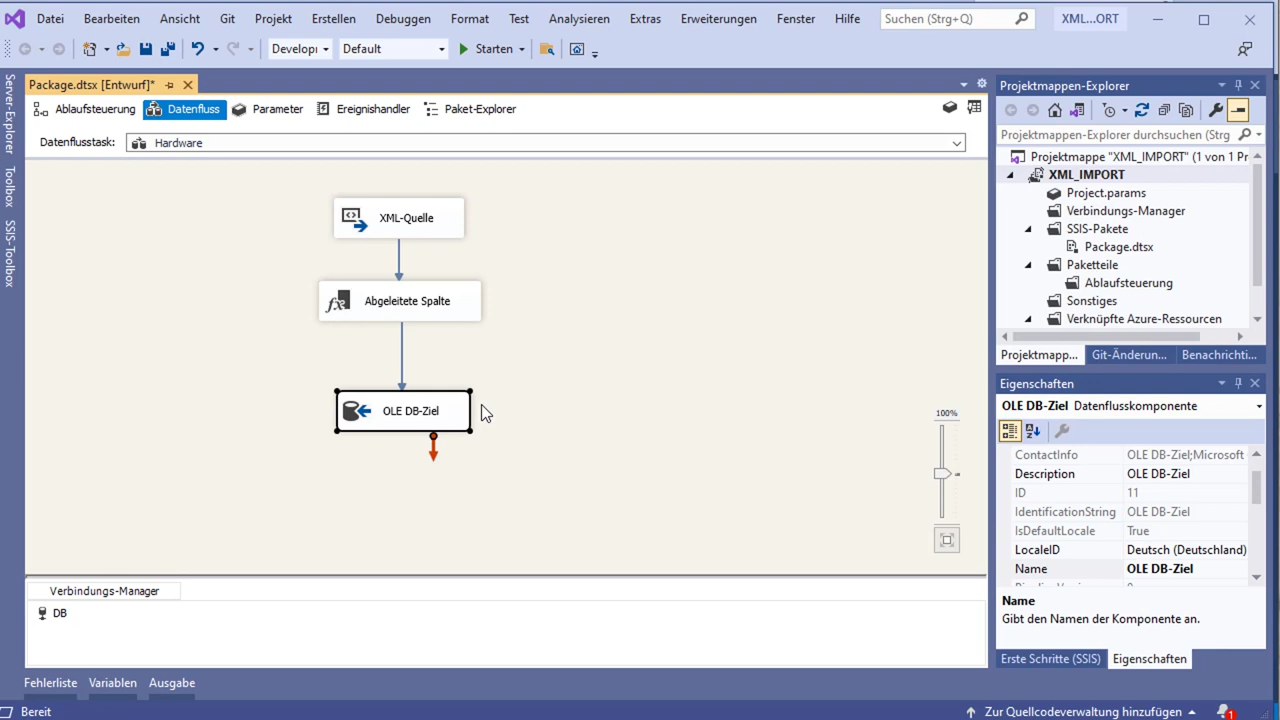 Datei Bearbeiten Ansicht Git Projekt Erstellen Debuggen Format Test Analysieren Extras Erweiterungen Fenster Hilfe Suchen (Strg+Q) XML...ORT
Developi Default Starten
Package.dtsx [Entwurf]*
Ablaufsteuerung Datenfluss Parameter Ereignishandler Paket-Explorer
Datenflusstask: Hardware
Server-Explorer
Toolbox
SSIS-Toolbox
XML-Quelle
fx Abgeleitete Spalte
OLE DB-Ziel
100%
Verbindungs-Manager
DB
Fehlerliste Variablen Ausgabe
Projektmappen-Explorer
Projektmappen-Explorer durchsuchen (Strg
Projektmappe "XML_IMPORT" (1 von 1 Pr
XML_IMPORT
Project.params
Verbindungs-Manager
SSIS-Pakete
Package.dtsx
Paketteile
Ablaufsteuerung
Sonstiges
Verknüpfte Azure-Ressourcen
Projektmapp... Git-Änderun... Benachrichti...
Eigenschaften
OLE DB-Ziel Datenflusskomponente
ContactInfo OLE DB-Ziel;Microsoft
Description OLE DB-Ziel
ID 11
IdentificationString OLE DB-Ziel
IsDefaultLocale True
LocaleID Deutsch (Deutschland)
Name OLE DB-Ziel
Name
Gibt den Namen der Komponente an.
Erste Schritte (SSIS) Eigenschaften
Bereit Zur Quellcodeverwaltung hinzufügen 1